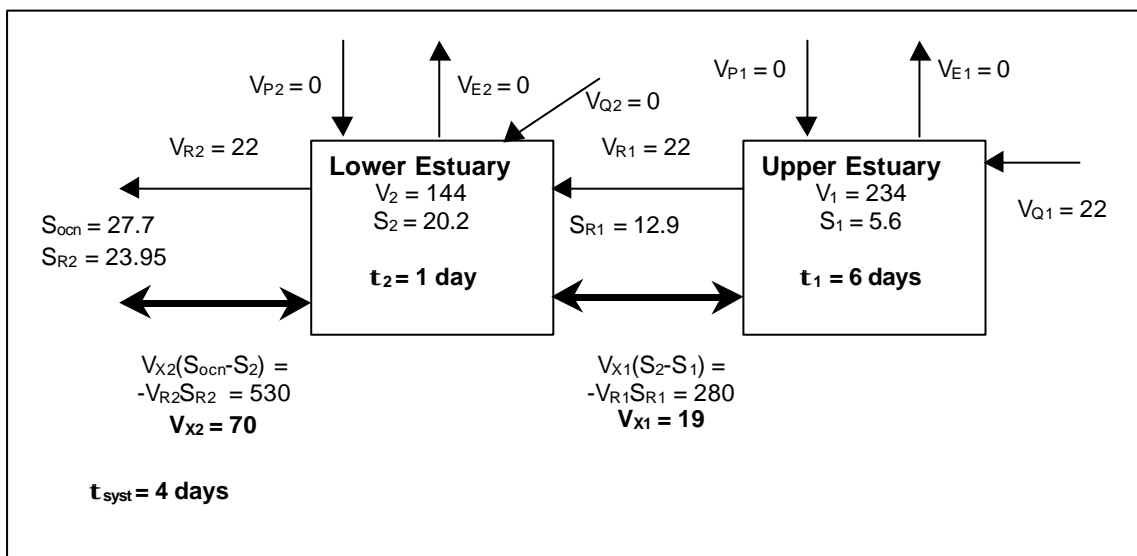 V_P2 = 0
V_E2 = 0
V_Q2 = 0
V_P1 = 0
V_E1 = 0
V_R2 = 22
Lower Estuary
V_2 = 144
S_2 = 20.2
t_2 = 1 day
V_R1 = 22
S_R1 = 12.9
Upper Estuary
V_1 = 234
S_1 = 5.6
t_1 = 6 days
V_Q1 = 22
S_ocn = 27.7
S_R2 = 23.95
V_X2(S_ocn-S_2) =
-V_R2S_R2 = 530
V_X2 = 70
V_X1(S_2-S_1) =
-V_R1S_R1 = 280
V_X1 = 19
t_syst = 4 days